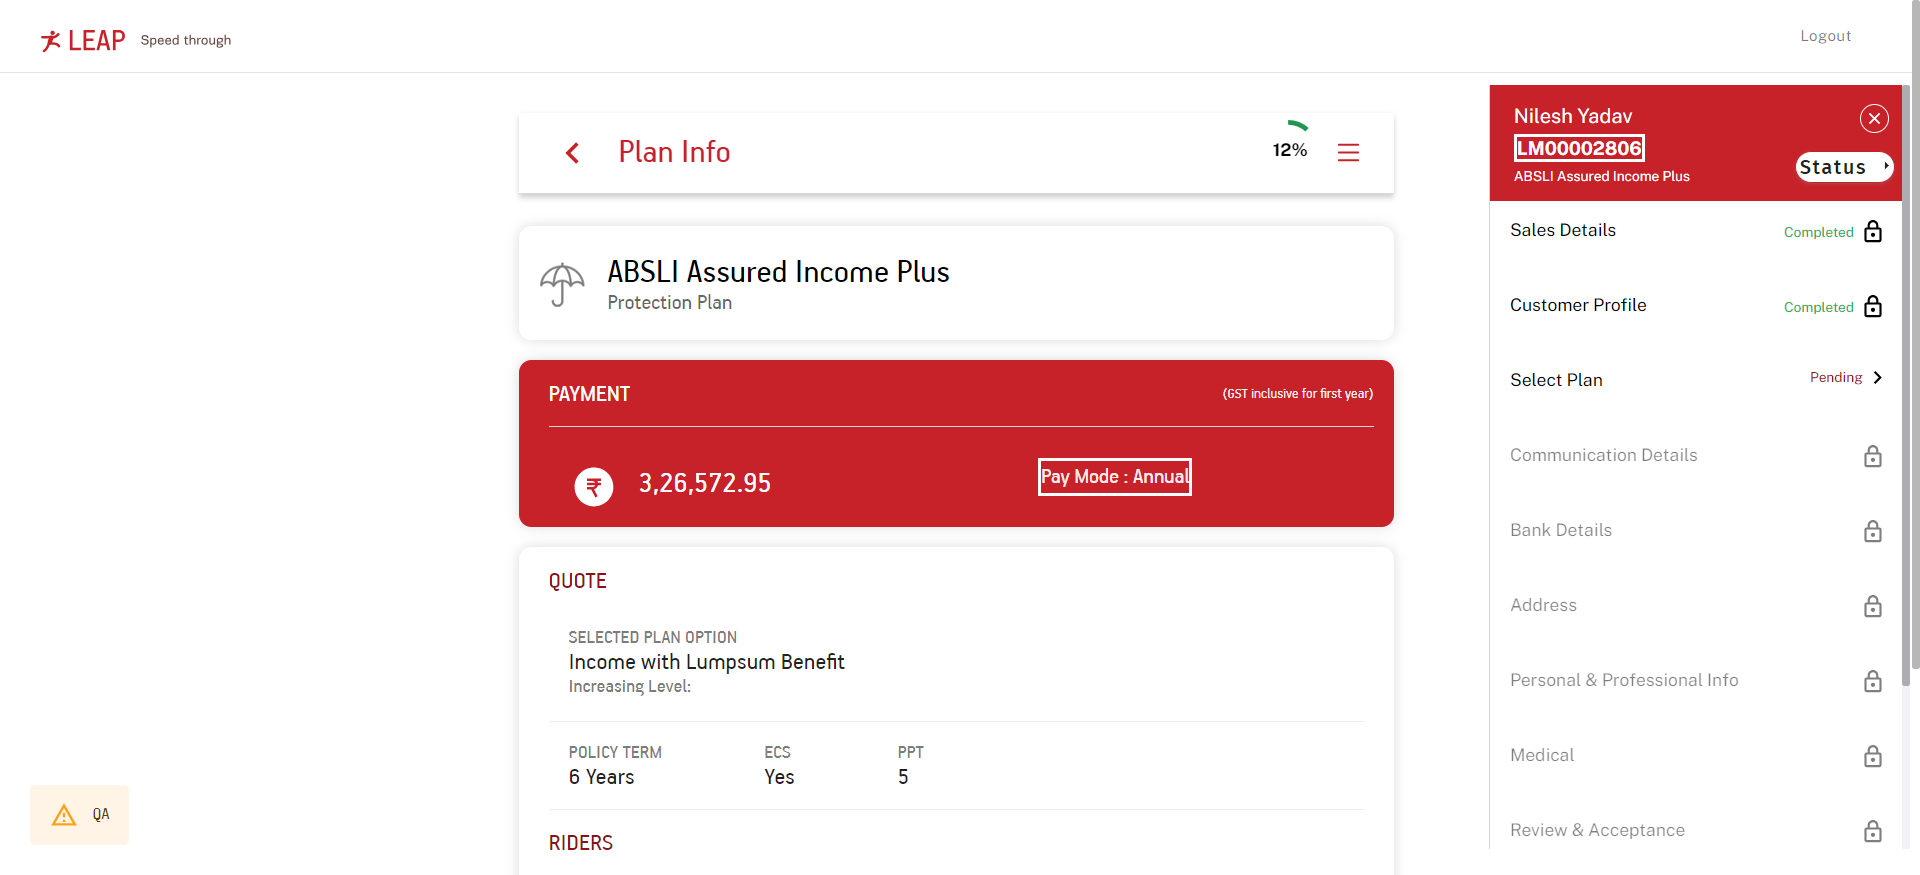 LEAP Speed through
Logout
Plan Info
12%
ABSLI Assured Income Plus
Protection Plan
PAYMENT
(GST inclusive for first year)
3,26,572.95
Pay Mode : Annual
QUOTE
SELECTED PLAN OPTION
Income with Lumpsum Benefit
Increasing Level:
POLICY TERM ECS PPT
6 Years Yes 5
RIDERS
QA
Nilesh Yadav
LM00002806
ABSLI Assured Income Plus
Status
Sales Details Completed
Customer Profile Completed
Select Plan Pending
Communication Details
Bank Details
Address
Personal & Professional Info
Medical
Review & Acceptance